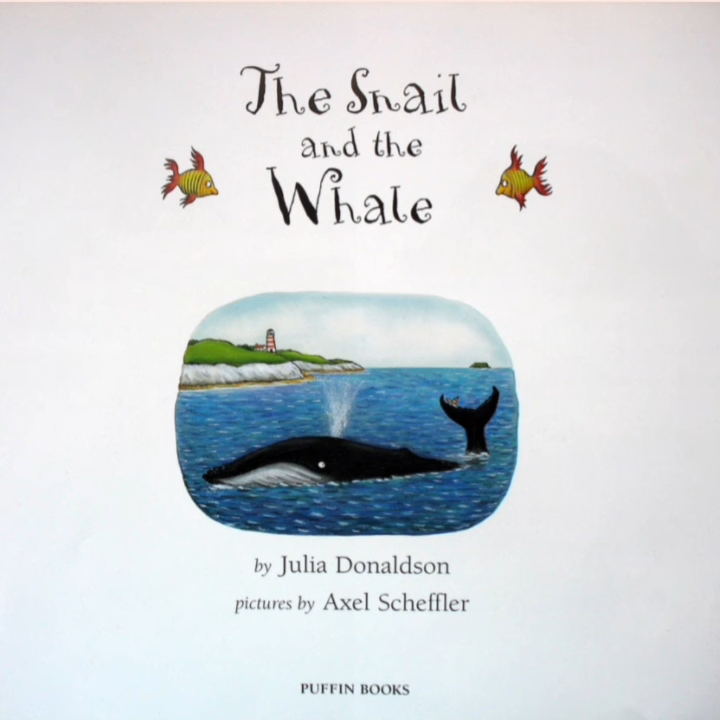 The Snail
and the
Whale
by Julia Donaldson
pictures by Axel Scheffler
PUFFIN BOOKS